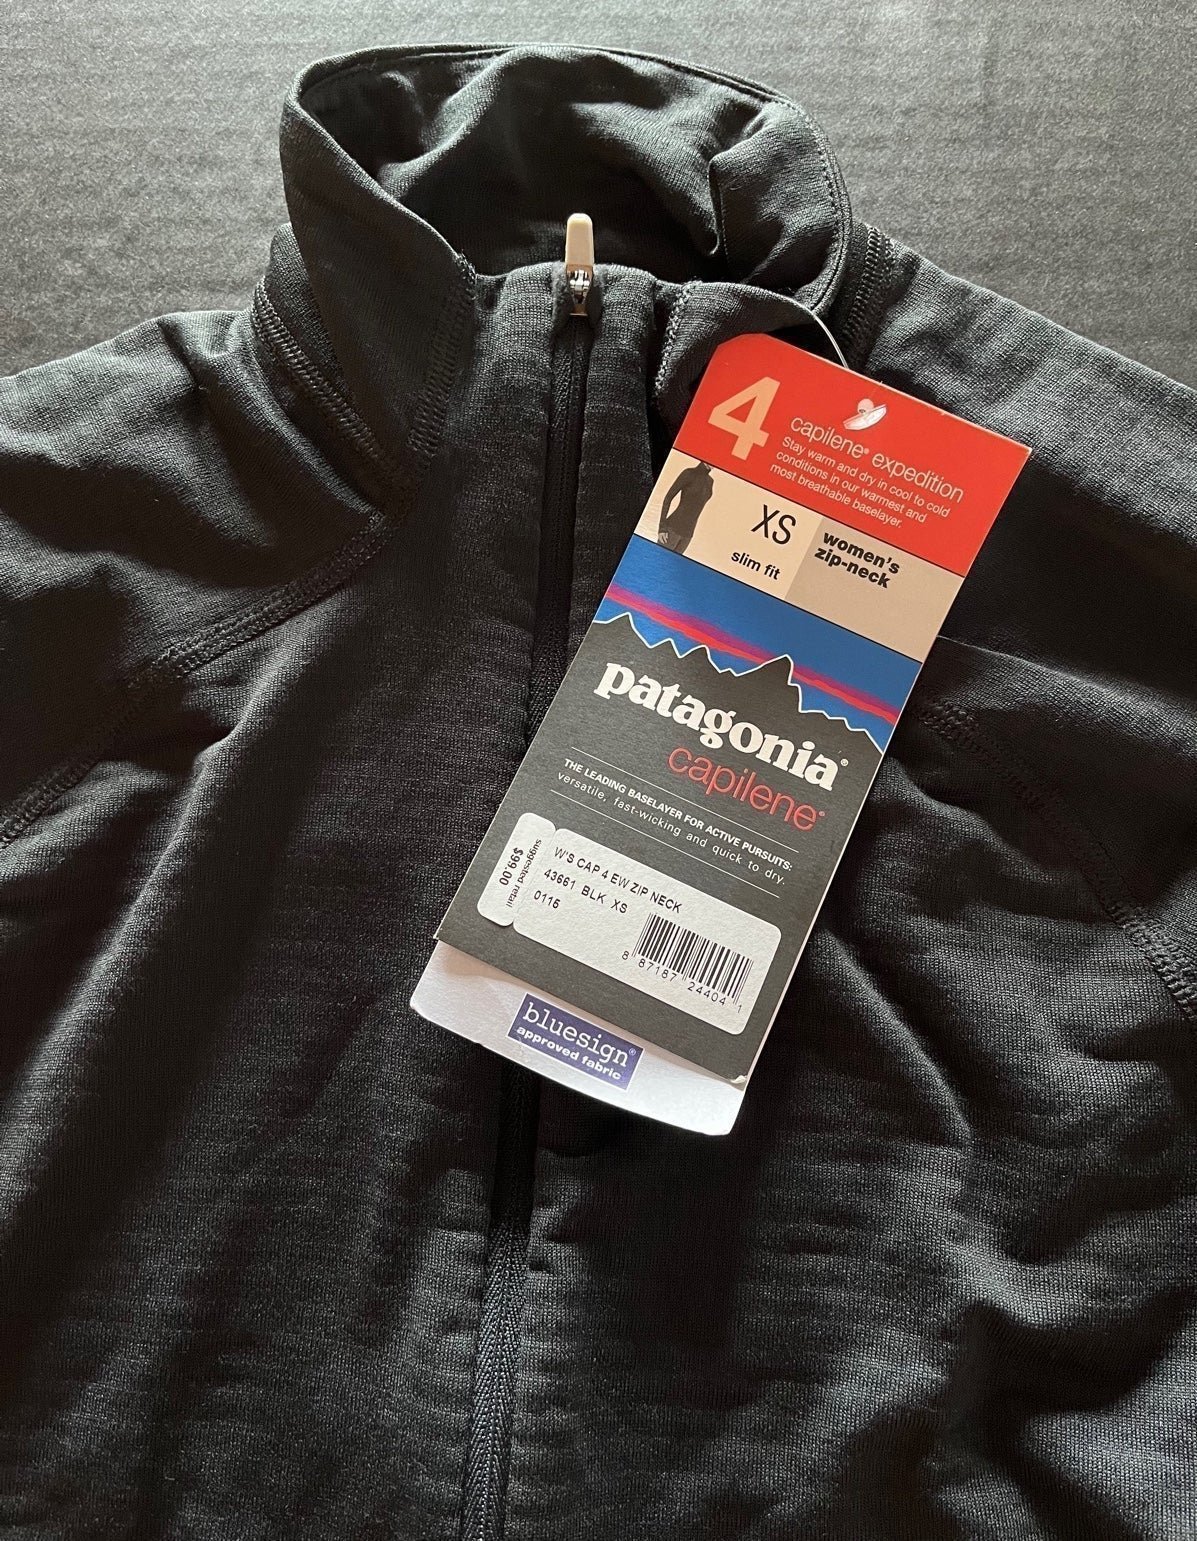 4
capilene® expedition
Stay warm and dry in cool to cold
conditions in our warmest and
most breathable baselayer.
XS
slim fit
women's
zip-neck
patagonia®
capilene®
THE LEADING BASELAYER FOR ACTIVE PURSUITS:
versatile, fast-wicking and quick to dry.
suggested retail
$99.00
W'S CAP 4 EW ZIP NECK
43661 BLK XS
0115
8 87187 24404 1
bluesign®
approved fabric